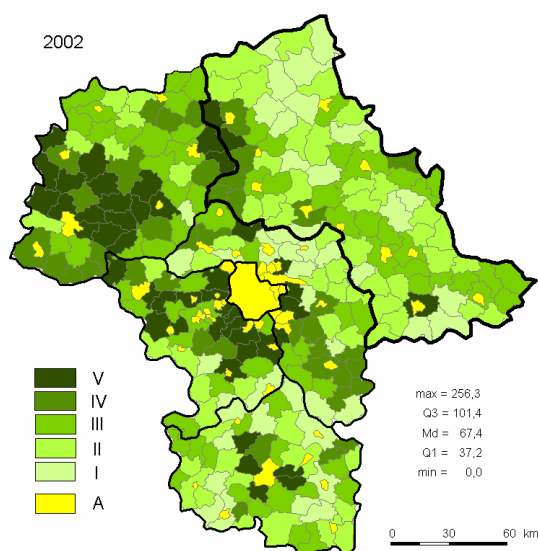 2002
V
IV
III
II
I
A
max = 256,3
Q3 = 101,4
Md = 67,4
Q1 = 37,2
min = 0,0
0 30 60 km